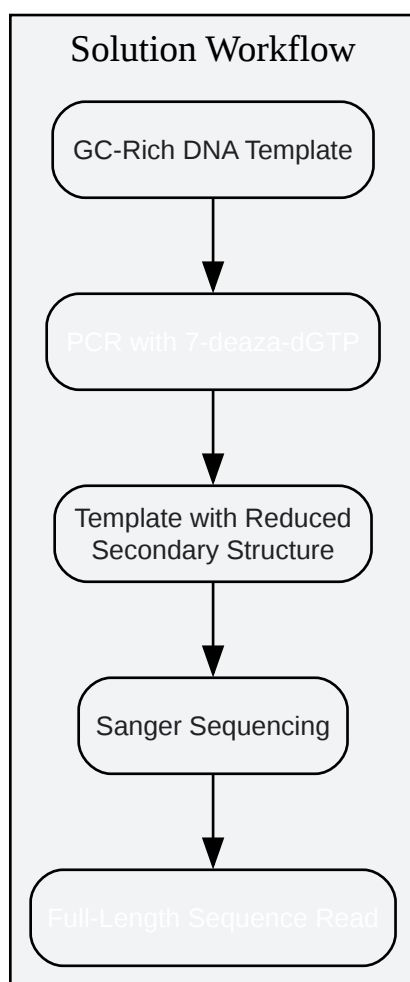 Solution Workflow
GC-Rich DNA Template
PCR with 7-deaza-dGTP
Template with Reduced
Secondary Structure
Sanger Sequencing
Full-Length Sequence Read